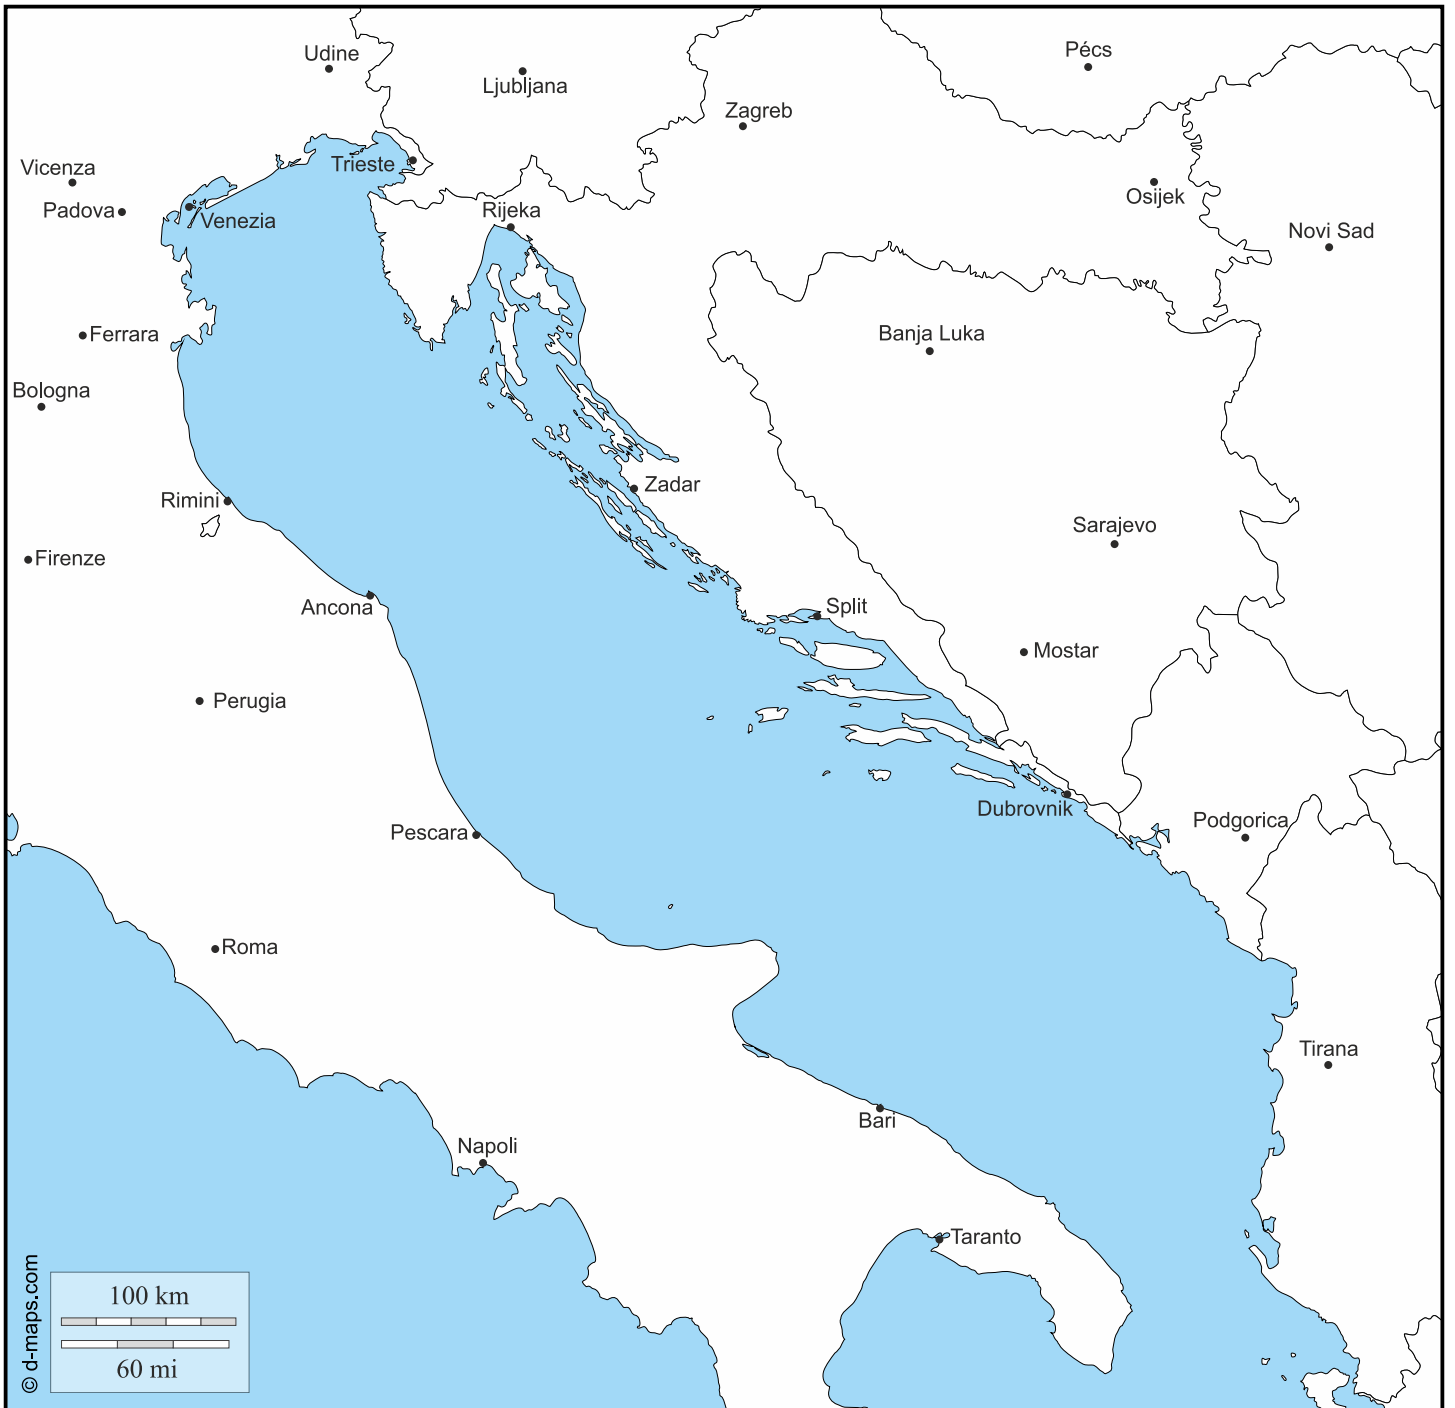 Udine
Ljubljana
Pécs
Zagreb
Trieste
Vicenza
Padova
Venezia
Rijeka
Osijek
Novi Sad
Ferrara
Banja Luka
Bologna
Zadar
Rimini
Sarajevo
Firenze
Ancona
Split
Mostar
Perugia
Dubrovnik
Podgorica
Pescara
Roma
Tirana
Bari
Napoli
Taranto
100 km
60 mi
© d-maps.com